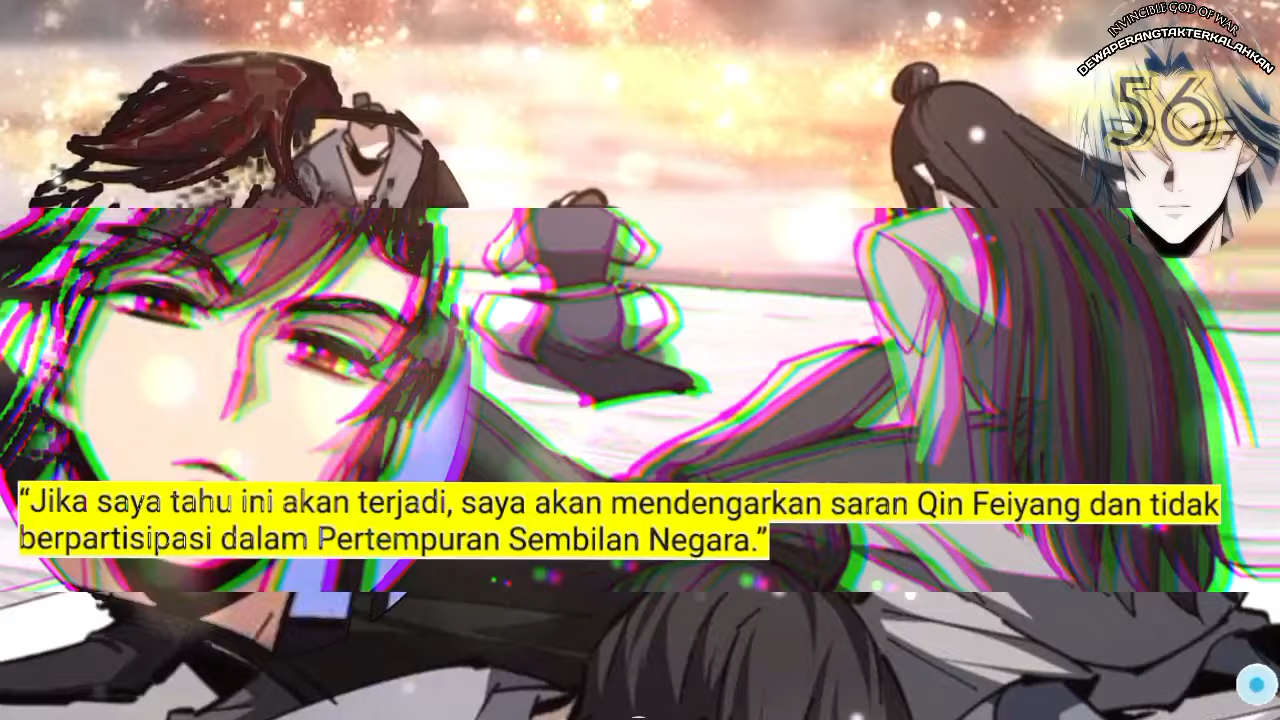 INVINCIBLE GOD OF WAR
DEWAPERANGTAKTERKALAHKAN
56
“Jika saya tahu ini akan terjadi, saya akan mendengarkan saran Qin Feiyang dan tidak
berpartisipasi dalam Pertempuran Sembilan Negara.”